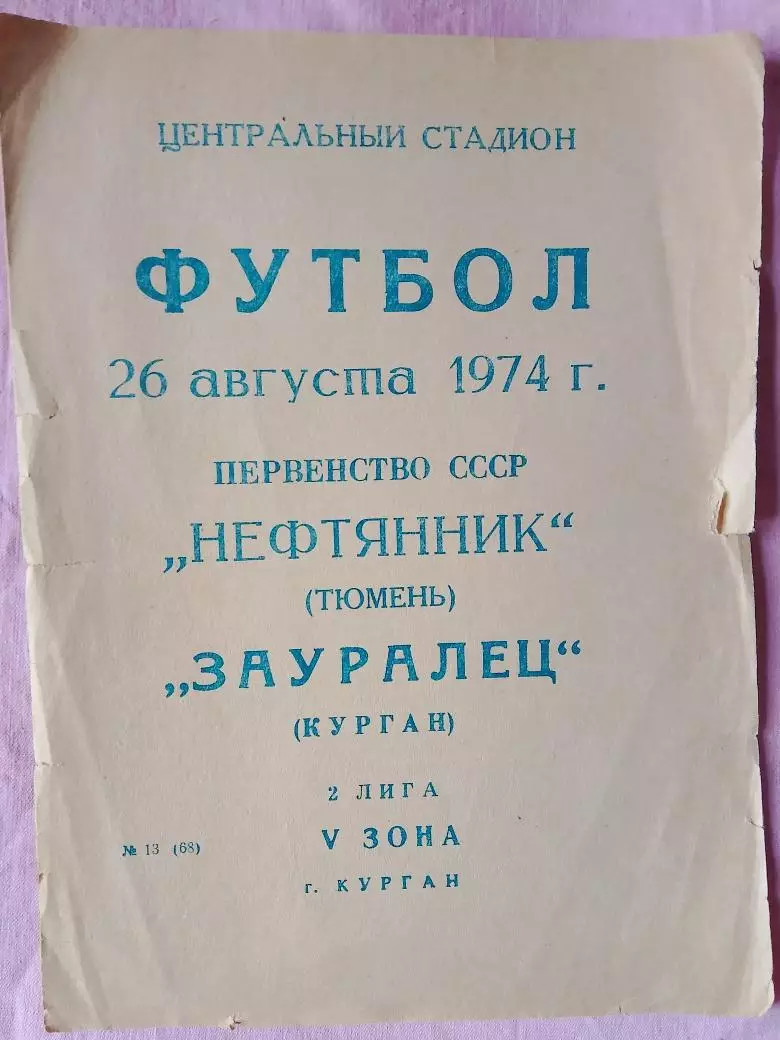 ЦЕНТРАЛЬНЫЙ СТАДИОН
ФУТБОЛ
26 августа 1974 г.
ПЕРВЕНСТВО СССР
„НЕФТЯННИК“
(ТЮМЕНЬ)
„ЗАУРАЛЕЦ“
(КУРГАН)
2 ЛИГА
V ЗОНА
№ 13 (68)
г. КУРГАН